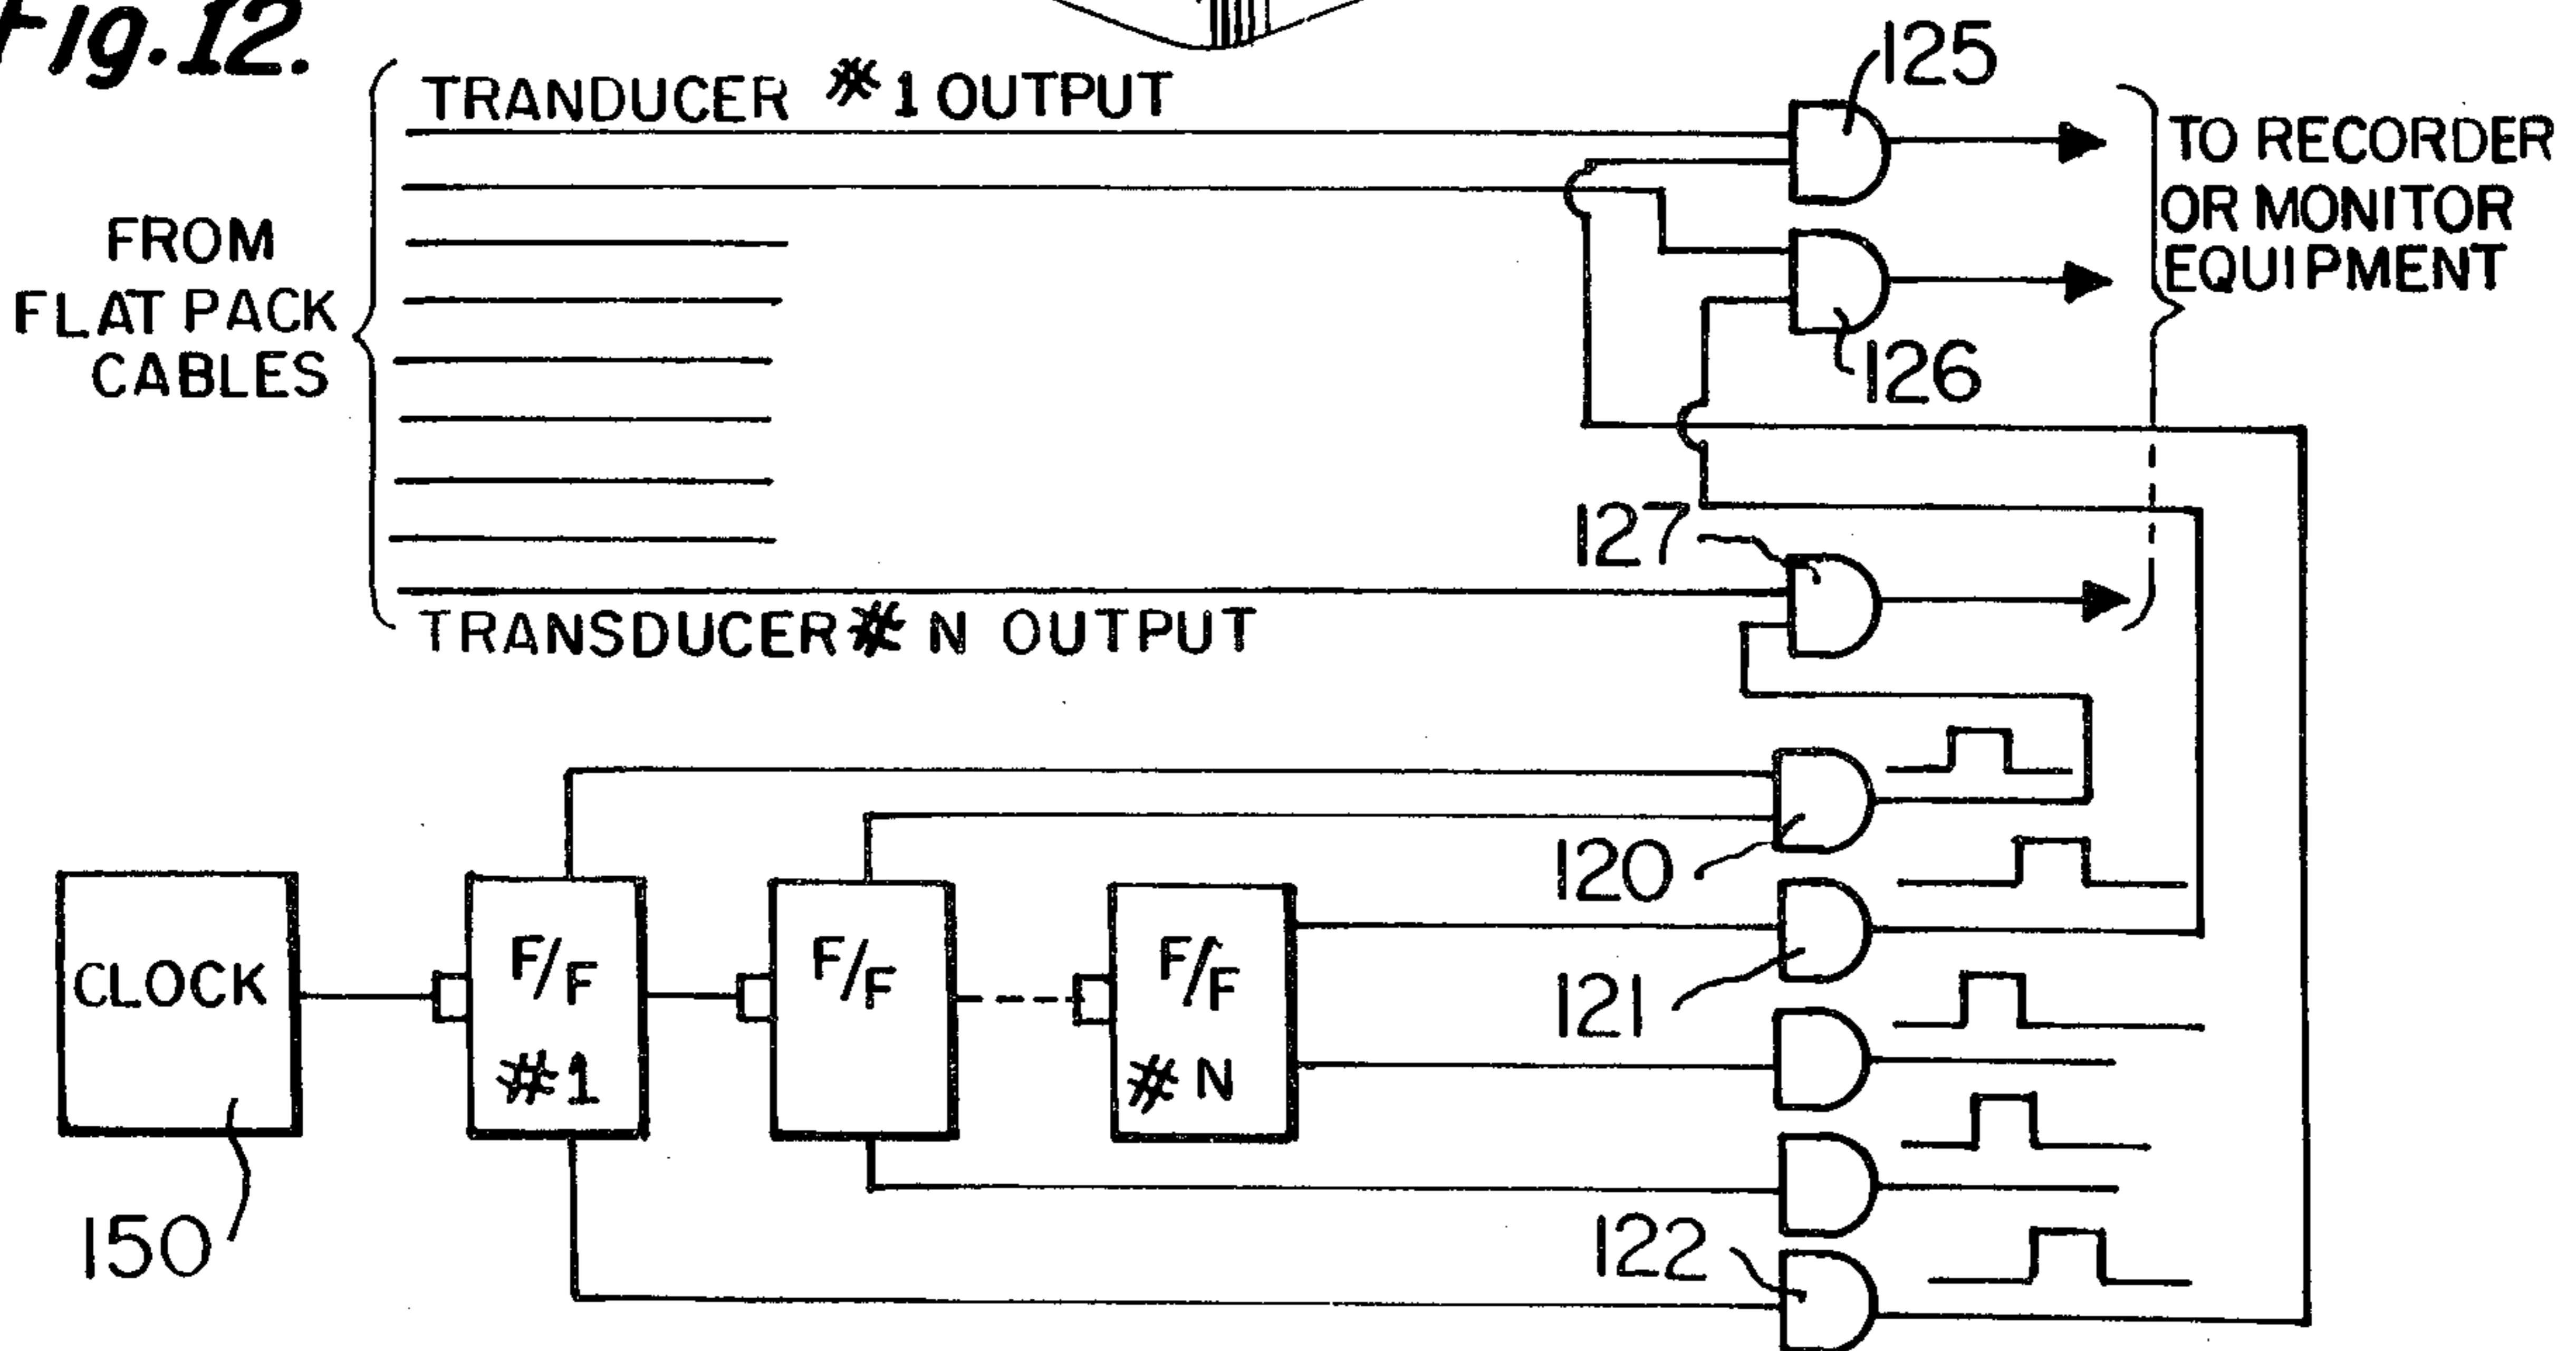 Fig. 12.
TRANDUCER #1 OUTPUT
125
TO RECORDER
OR MONITOR
EQUIPMENT
FROM
FLAT PACK
CABLES
126
127
TRANSDUCER # N OUTPUT
120
CLOCK
F/F
#1
F/F
F/F
# N
121
150
122